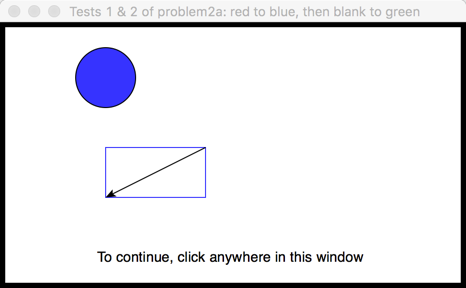 Tests 1 & 2 of problem2a: red to blue, then blank to green
To continue, click anywhere in this window